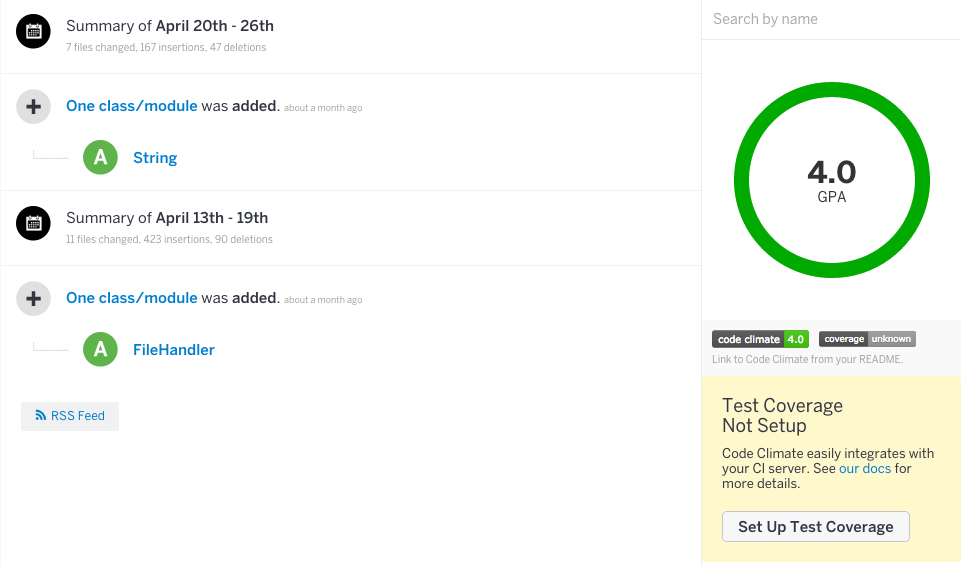 Summary of April 20th - 26th
7 files changed, 167 insertions, 47 deletions
One class/module was added. about a month ago
A String
Summary of April 13th - 19th
11 files changed, 423 insertions, 90 deletions
One class/module was added. about a month ago
A FileHandler
RSS Feed
Search by name
4.0
GPA
code climate 4.0 coverage unknown
Link to Code Climate from your README.
Test Coverage
Not Setup
Code Climate easily integrates with
your CI server. See our docs for
more details.
Set Up Test Coverage